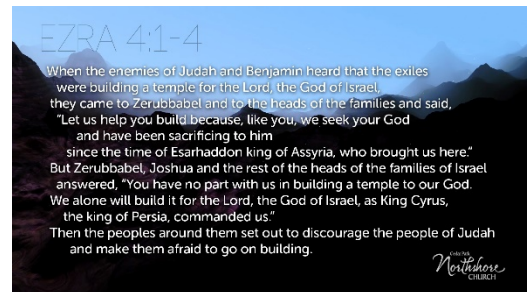 EZRA 4:1-4
When the enemies of Judah and Benjamin heard that the exiles
were building a temple for the Lord, the God of Israel,
they came to Zerubbabel and to the heads of the families and said,
“Let us help you build because, like you, we seek your God
and have been sacrificing to him
since the time of Esarhaddon king of Assyria, who brought us here.”
But Zerubbabel, Joshua and the rest of the heads of the families of Israel
answered, “You have no part with us in building a temple to our God.
We alone will build it for the Lord, the God of Israel, as King Cyrus,
the king of Persia, commanded us.”
Then the peoples around them set out to discourage the people of Judah
and make them afraid to go on building.
Northshore
CHURCH